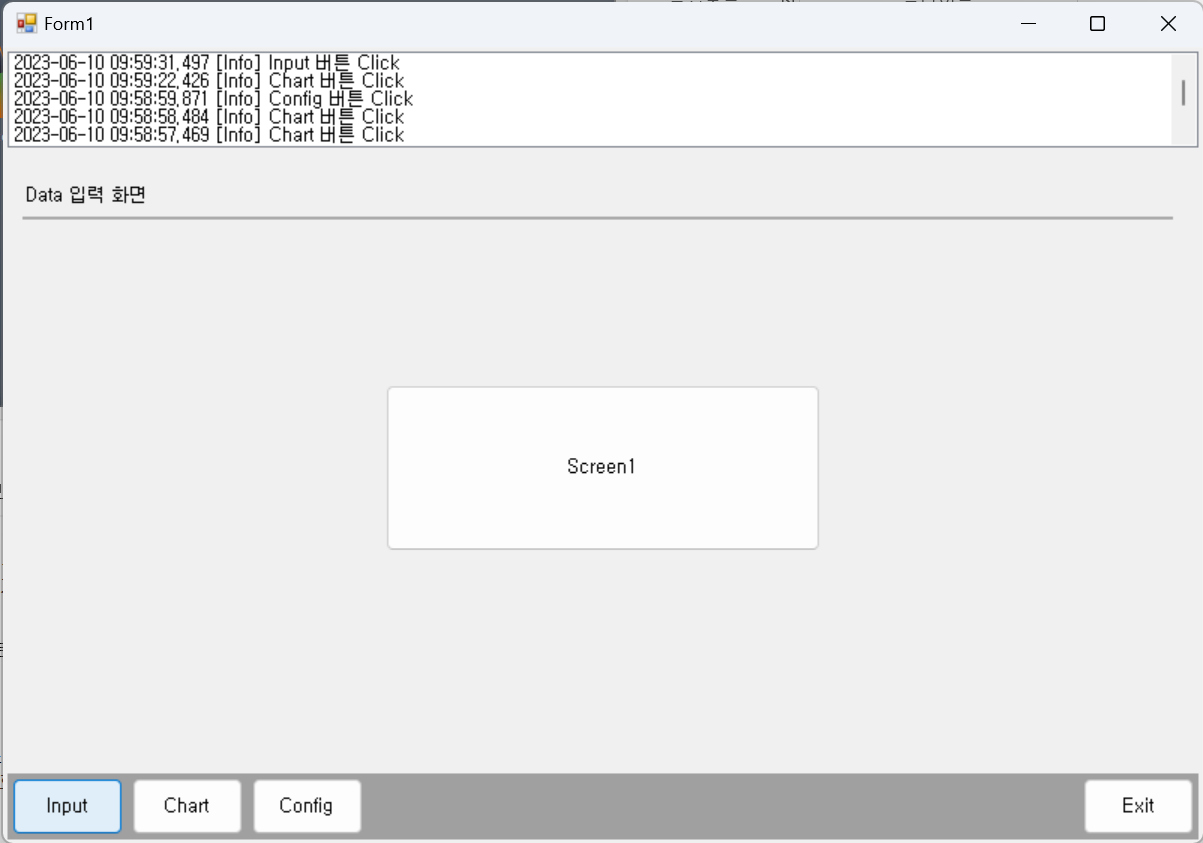 Form1
2023-06-10 09:59:31,497 [Info] Input 버튼 Click
2023-06-10 09:59:22,426 [Info] Chart 버튼 Click
2023-06-10 09:58:59,871 [Info] Config 버튼 Click
2023-06-10 09:58:58,484 [Info] Chart 버튼 Click
2023-06-10 09:58:57,469 [Info] Chart 버튼 Click
Data 입력 화면
Screen1
Input Chart Config Exit